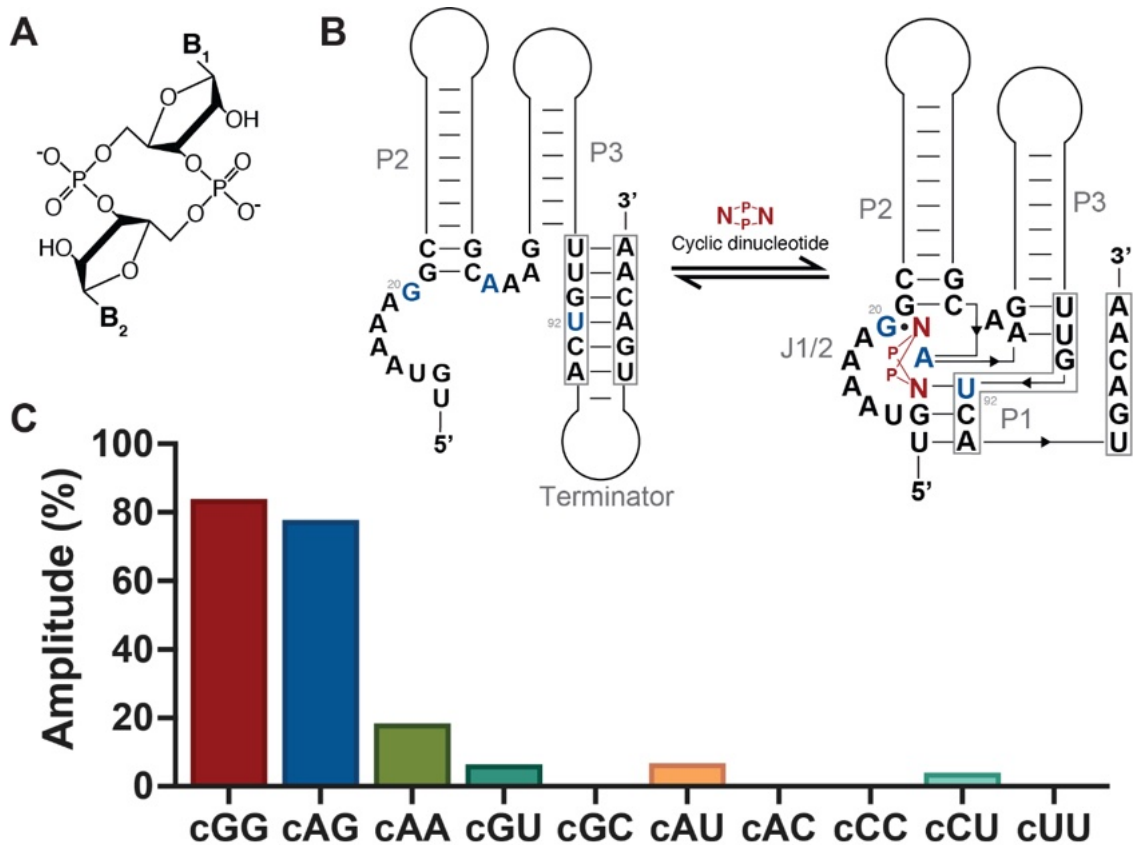 A
B₁
O
OH
O
-O
O
P
O
O
P
O-
O
O
O
HO
O
B₂
B
P2
P3
3'
C G
G C A A A
G A
20 G
A
A
A
A
U G
U
5'
U A
U A
G C
92 U A
C G
A U
Terminator
N P P N
Cyclic dinucleotide
P2
P3
3'
C G
G C
20 G • N
A
A
A
A
A
U G
U
J1/2
P
P
A
N
A
G
A
U
U
G
U
92
C
A
P1
5'
A
A
C
A
G
U
C
Amplitude (%)
100
80
60
40
20
0
cGG cAG cAA cGU cGC cAU cAC cCC cCU cUU